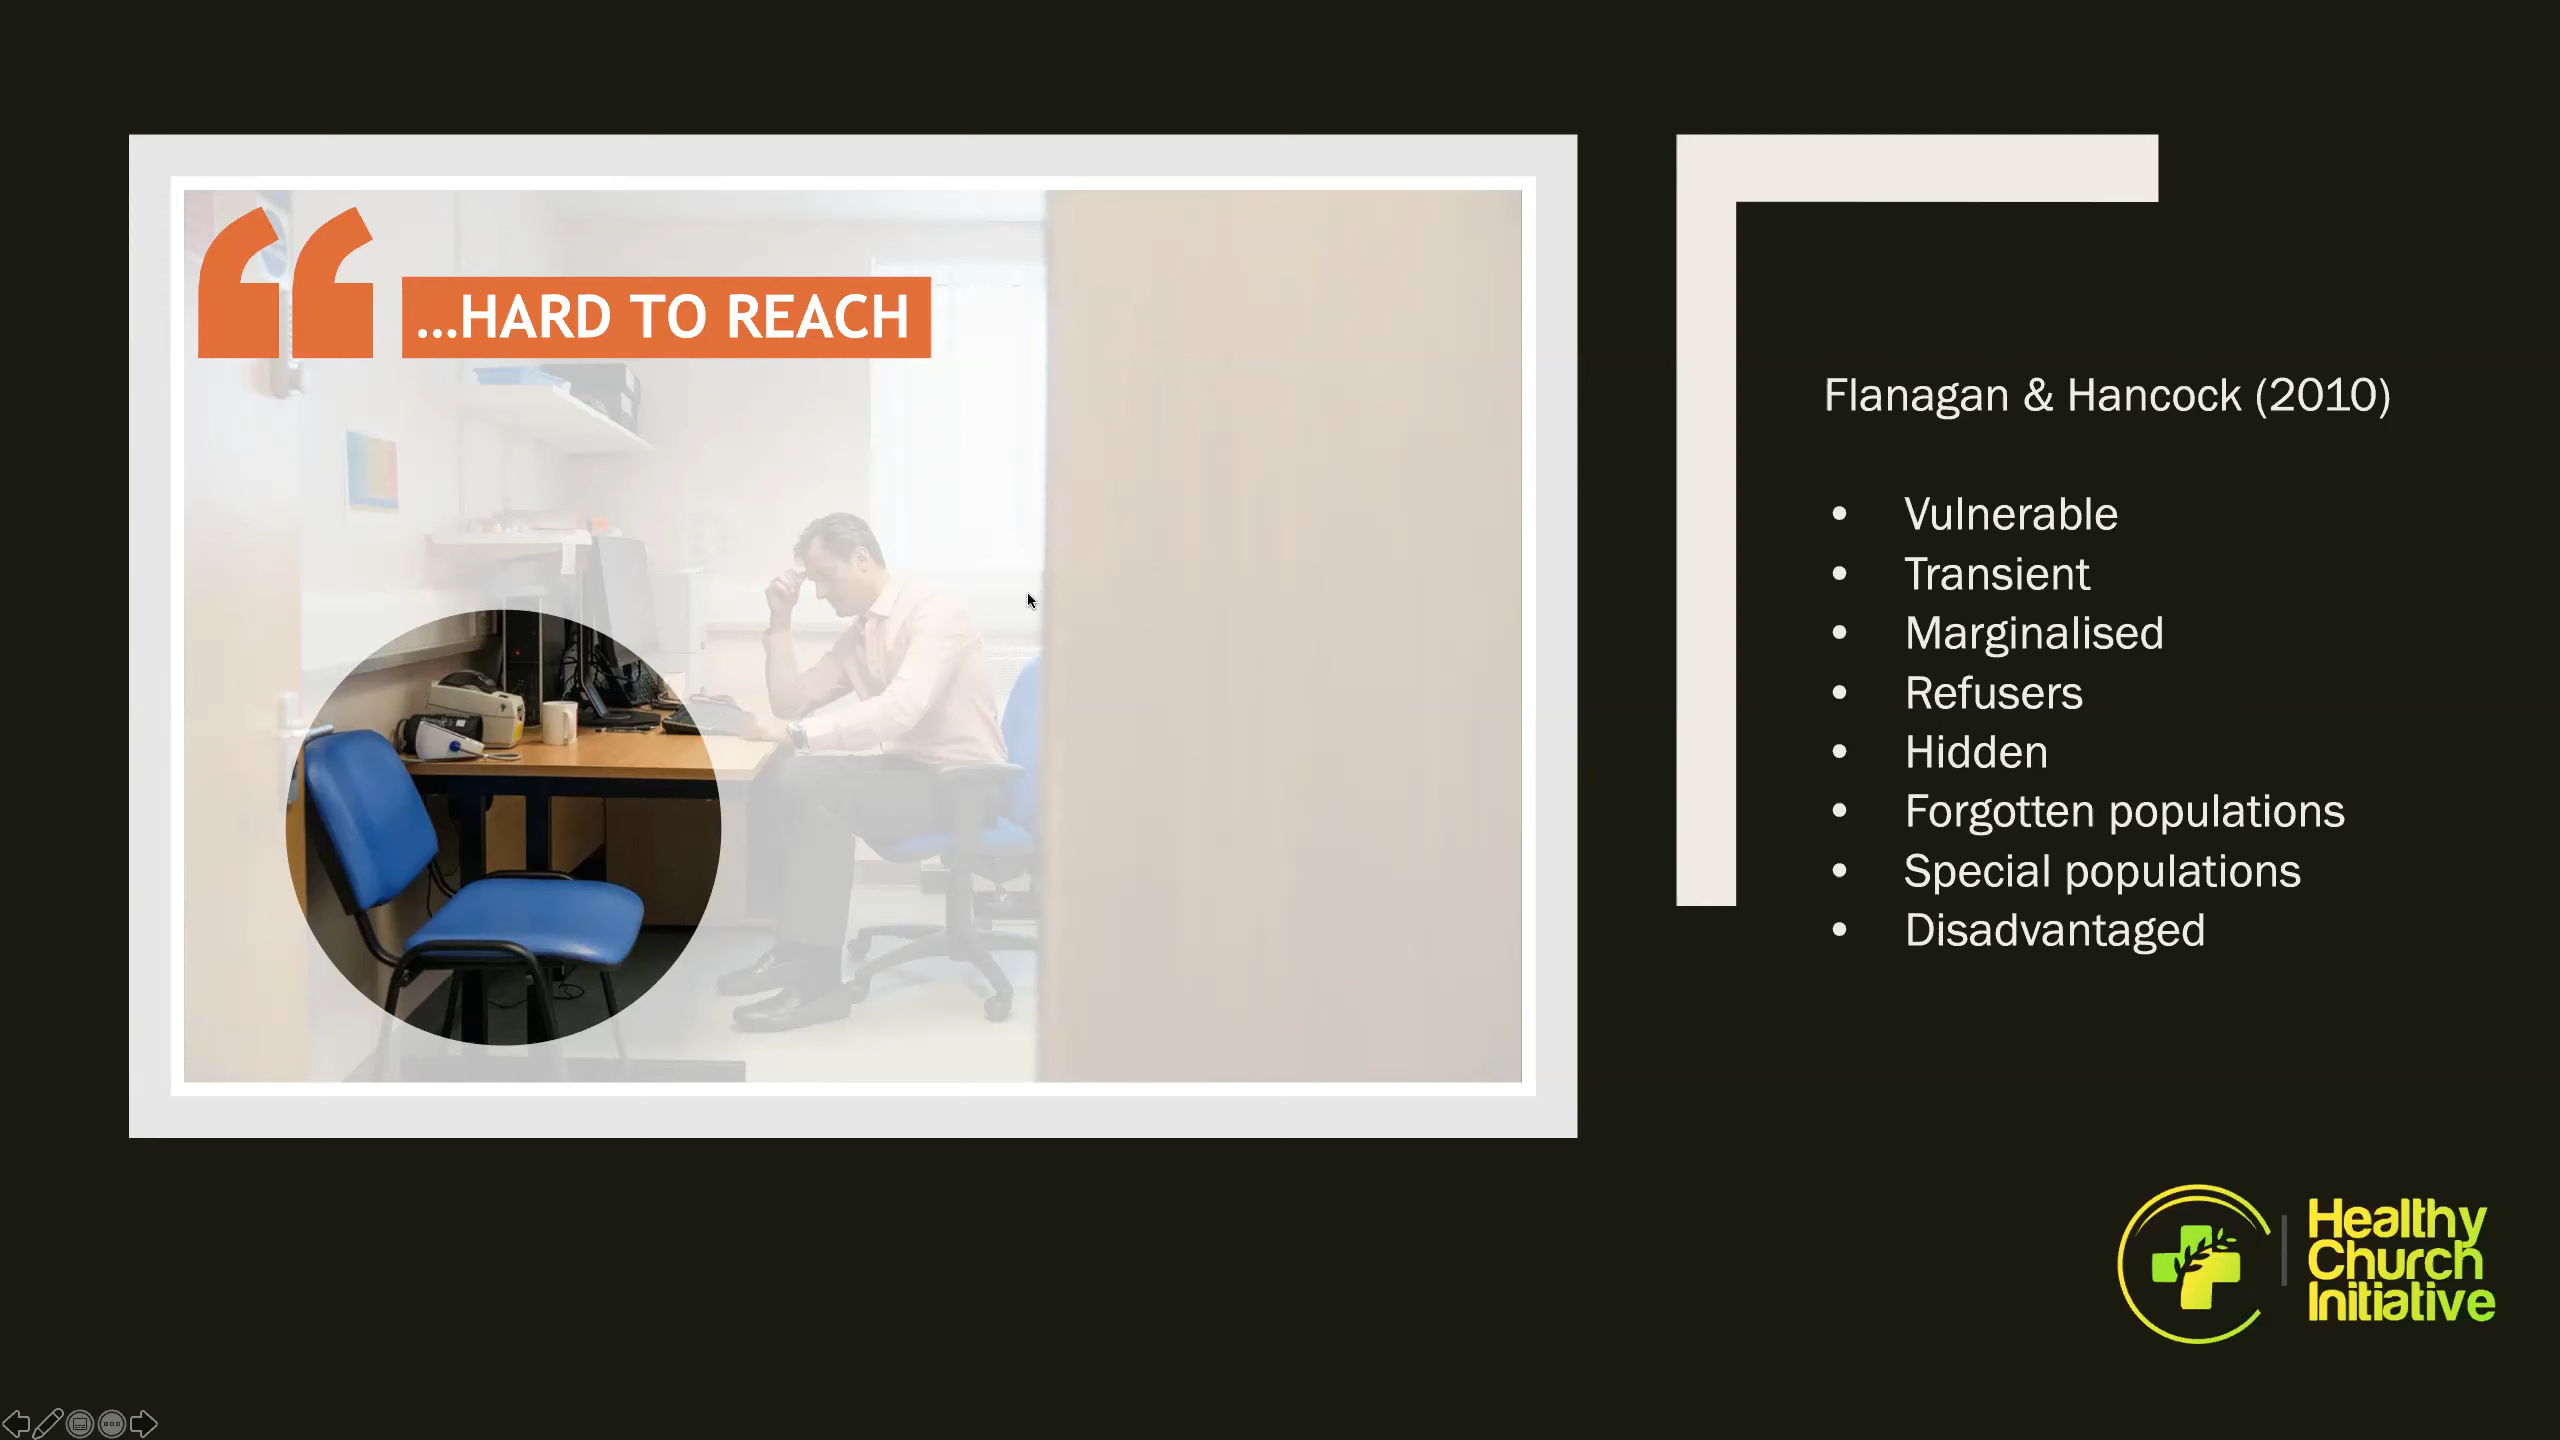 ...HARD TO REACH
Flanagan & Hancock (2010)
• Vulnerable
• Transient
• Marginalised
• Refusers
• Hidden
• Forgotten populations
• Special populations
• Disadvantaged
Healthy
Church
Initiative